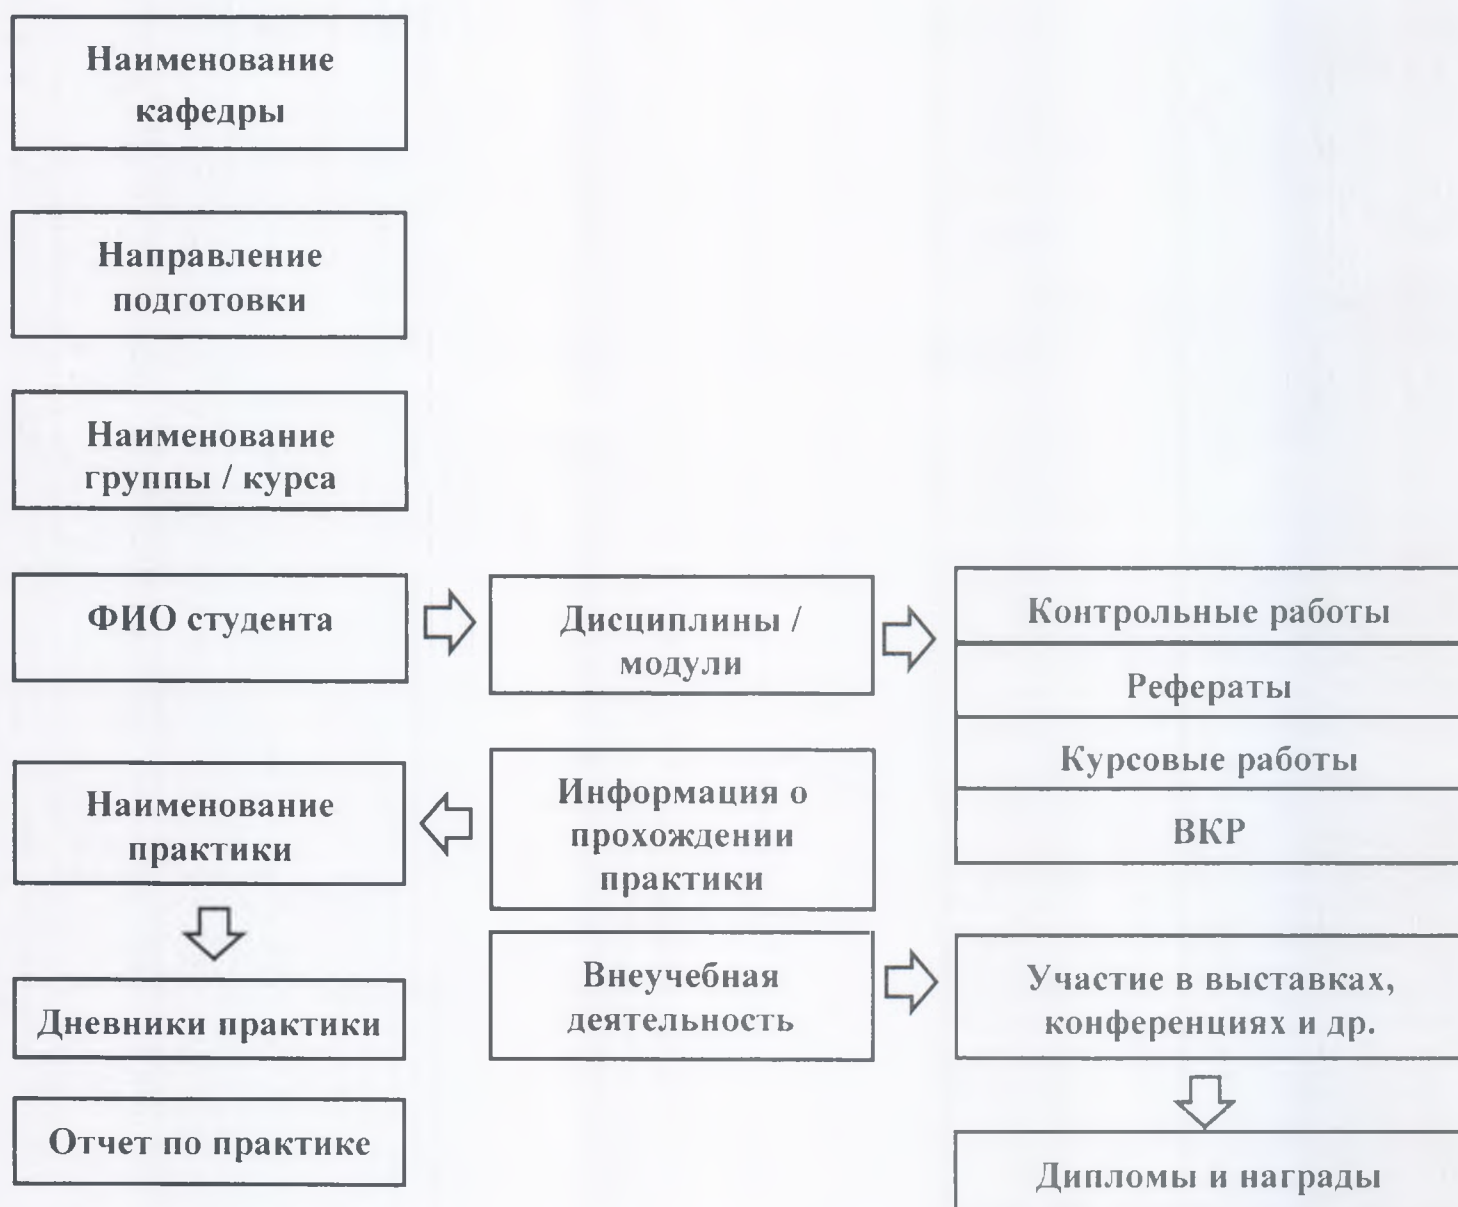 Наименование
кафедры
Направление
подготовки
Наименование
группы / курса
ФИО студента
Дисциплины /
модули
Контрольные работы
Рефераты
Курсовые работы
ВКР
Наименование
практики
Информация о
прохождении
практики
Дневники практики
Внеучебная
деятельность
Участие в выставках,
конференциях и др.
Отчет по практике
Дипломы и награды